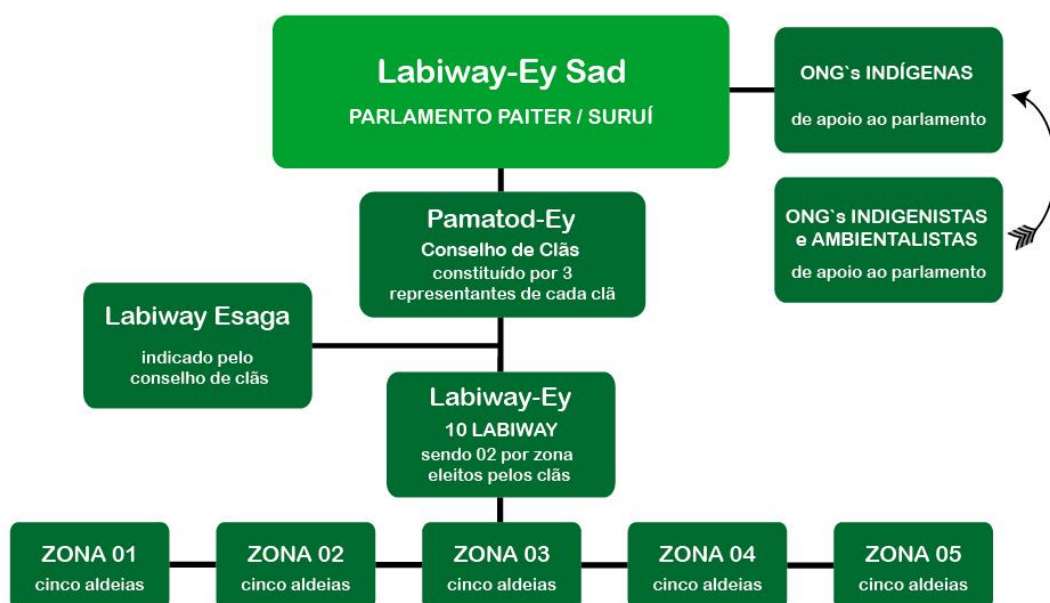 Labiway-Ey Sad
PARLAMENTO PAITER / SURUÍ
ONG`s INDÍGENAS
de apoio ao parlamento
Pamatod-Ey
Conselho de Clãs
constituído por 3
representantes de cada clã
ONG`s INDIGENISTAS
e AMBIENTALISTAS
de apoio ao parlamento
Labiway Esaga
indicado pelo
conselho de clãs
Labiway-Ey
10 LABIWAY
sendo 02 por zona
eleitos pelos clãs
ZONA 01
cinco aldeias
ZONA 02
cinco aldeias
ZONA 03
cinco aldeias
ZONA 04
cinco aldeias
ZONA 05
cinco aldeias